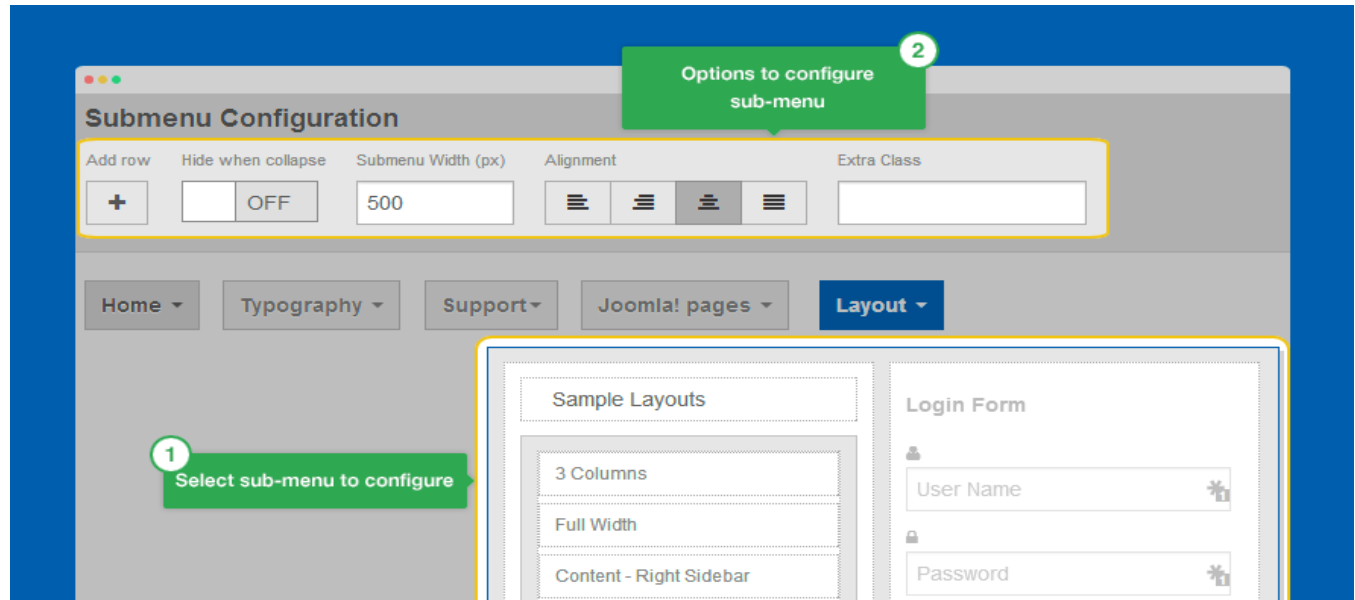 2
Options to configure
sub-menu
Submenu Configuration
Add row Hide when collapse Submenu Width (px) Alignment Extra Class
+ OFF 500
Home Typography Support Joomla! pages Layout
Sample Layouts
Login Form
1
Select sub-menu to configure
3 Columns
User Name
Full Width
Content - Right Sidebar
Password